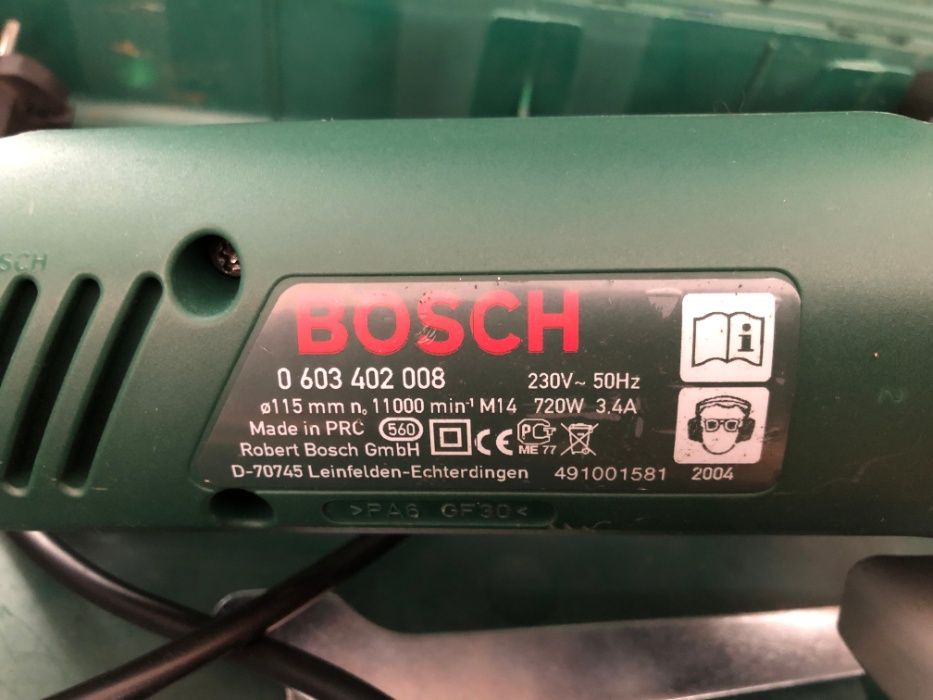 SCH
BOSCH
0 603 402 008 230V~ 50Hz
ø115 mm n₀ 11000 min⁻¹ M14 720W 3.4A
Made in PRC 560 CE ME 77
Robert Bosch GmbH
D-70745 Leinfelden-Echterdingen 491001581 2004
>PA6 GF30<